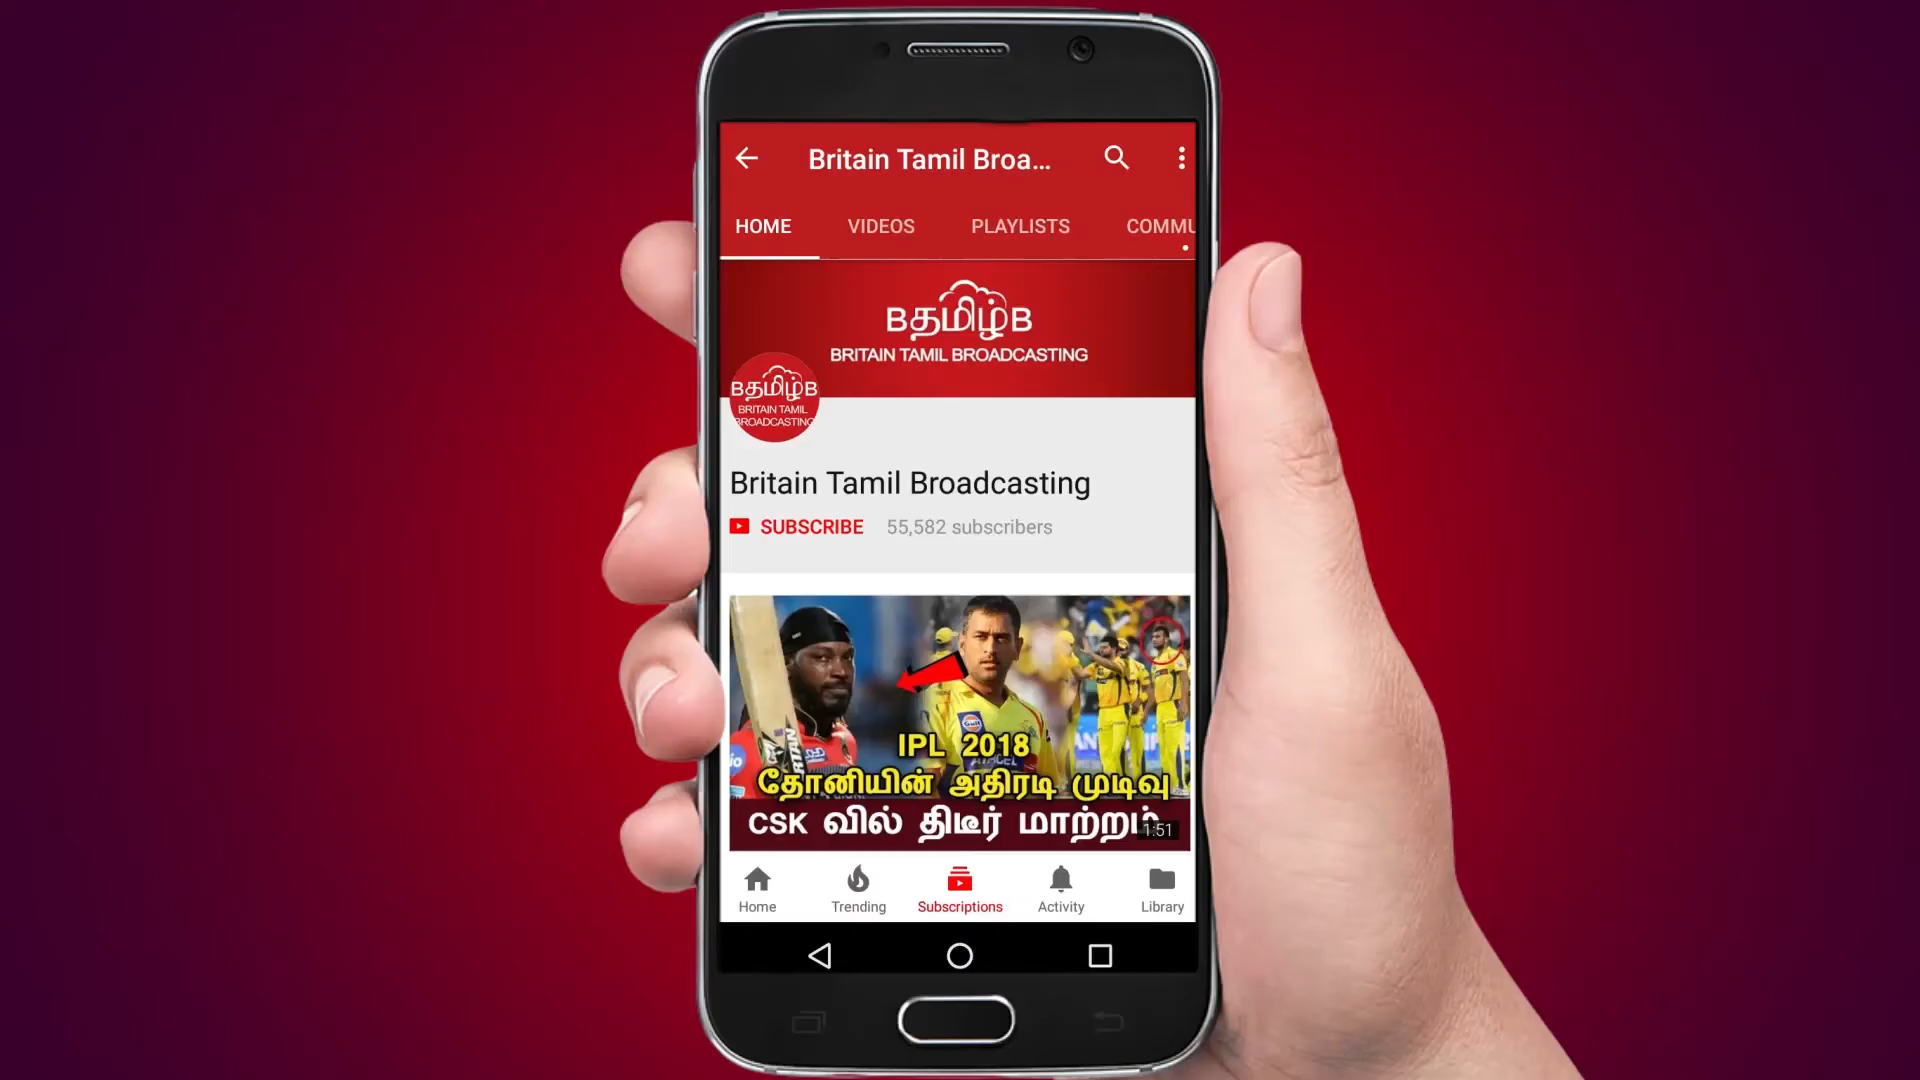 Britain Tamil Broa...
HOME VIDEOS PLAYLISTS COMMU
Bதமிழ்B
BRITAIN TAMIL BROADCASTING
Bதமிழ்B
BRITAIN TAMIL
BROADCASTING
Britain Tamil Broadcasting
SUBSCRIBE 55,582 subscribers
IPL 2018
தோனியின் அதிரடி முடிவு
CSK வில் திடீர் மாற்றம்
1:51
Home Trending Subscriptions Activity Library